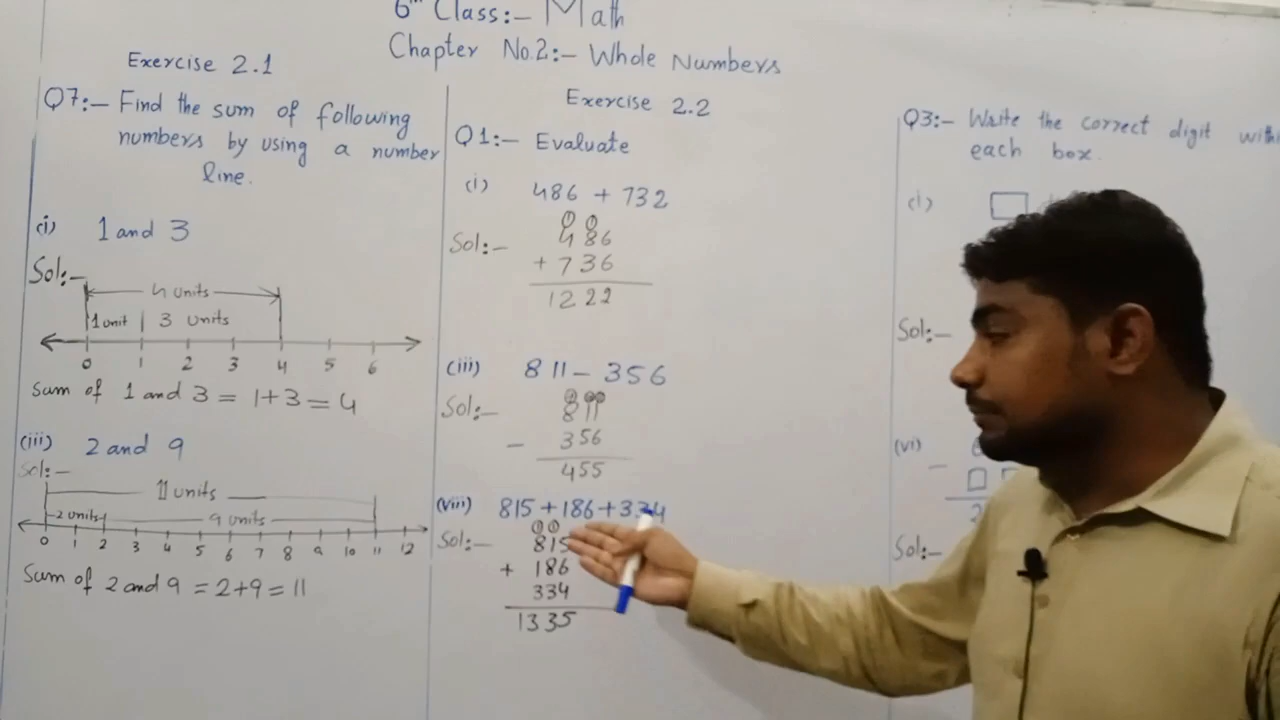 6th Class:- Math
Chapter No.2:- Whole Numbers
Exercise 2.1
Q7:- Find the sum of following
numbers by using a number
line.
(i) 1 and 3
Sol:-
4 units
1 unit 3 units
0 1 2 3 4 5 6
Sum of 1 and 3 = 1+3 = 4
(iii) 2 and 9
Sol:-
11 units
2 units 9 units
0 1 2 3 4 5 6 7 8 9 10 11 12
Sum of 2 and 9 = 2+9 = 11
Exercise 2.2
Q1:- Evaluate
(i) 486 + 732
Sol:- 486
+ 736
1222
(iii) 811 - 356
Sol:- 811
- 356
455
(viii) 815+186+334
Sol:- 815
+ 186
334
1335
Q3:- Write the correct digit
each box.
(i)
Sol:-
(vi)
-
2
Sol:-